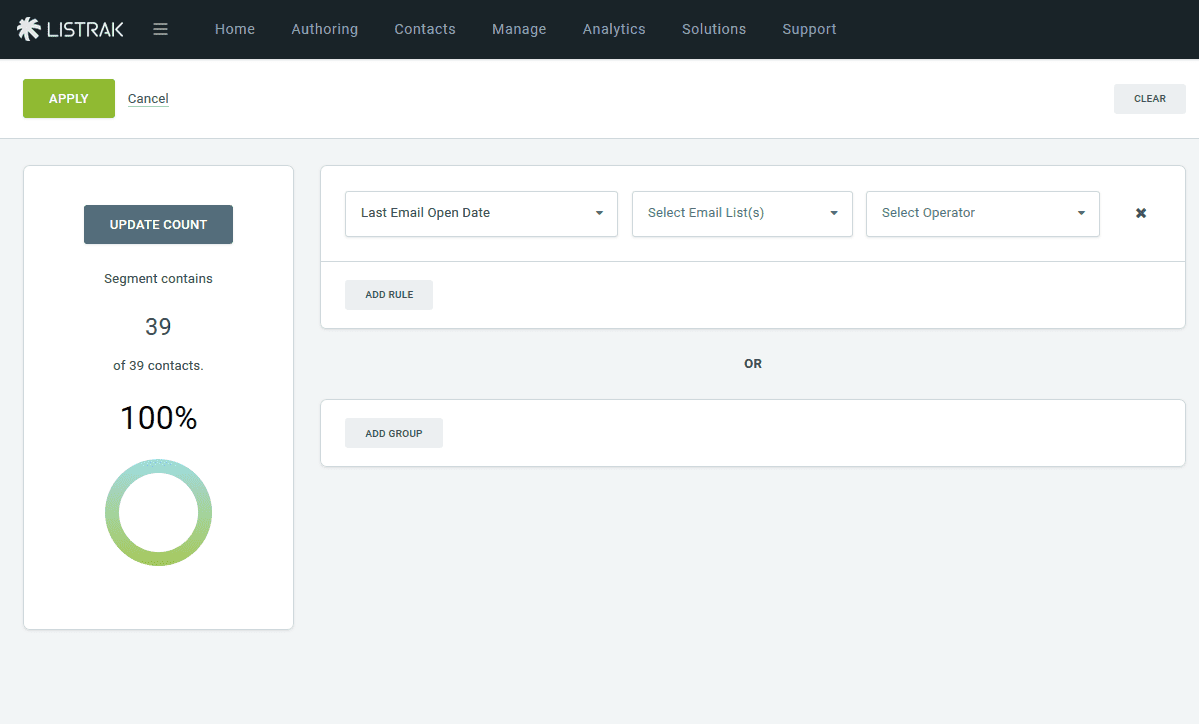 LISTRAK Home Authoring Contacts Manage Analytics Solutions Support
APPLY Cancel CLEAR
UPDATE COUNT
Segment contains
39
of 39 contacts.
100%
Last Email Open Date Select Email List(s) Select Operator
ADD RULE
OR
ADD GROUP